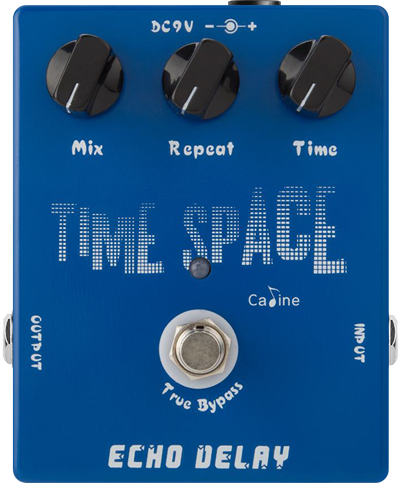 DC9V
Mix Repeat Time
TIME SPACE
Caline
OUTPUT
INPUT
True Bypass
ECHO DELAY